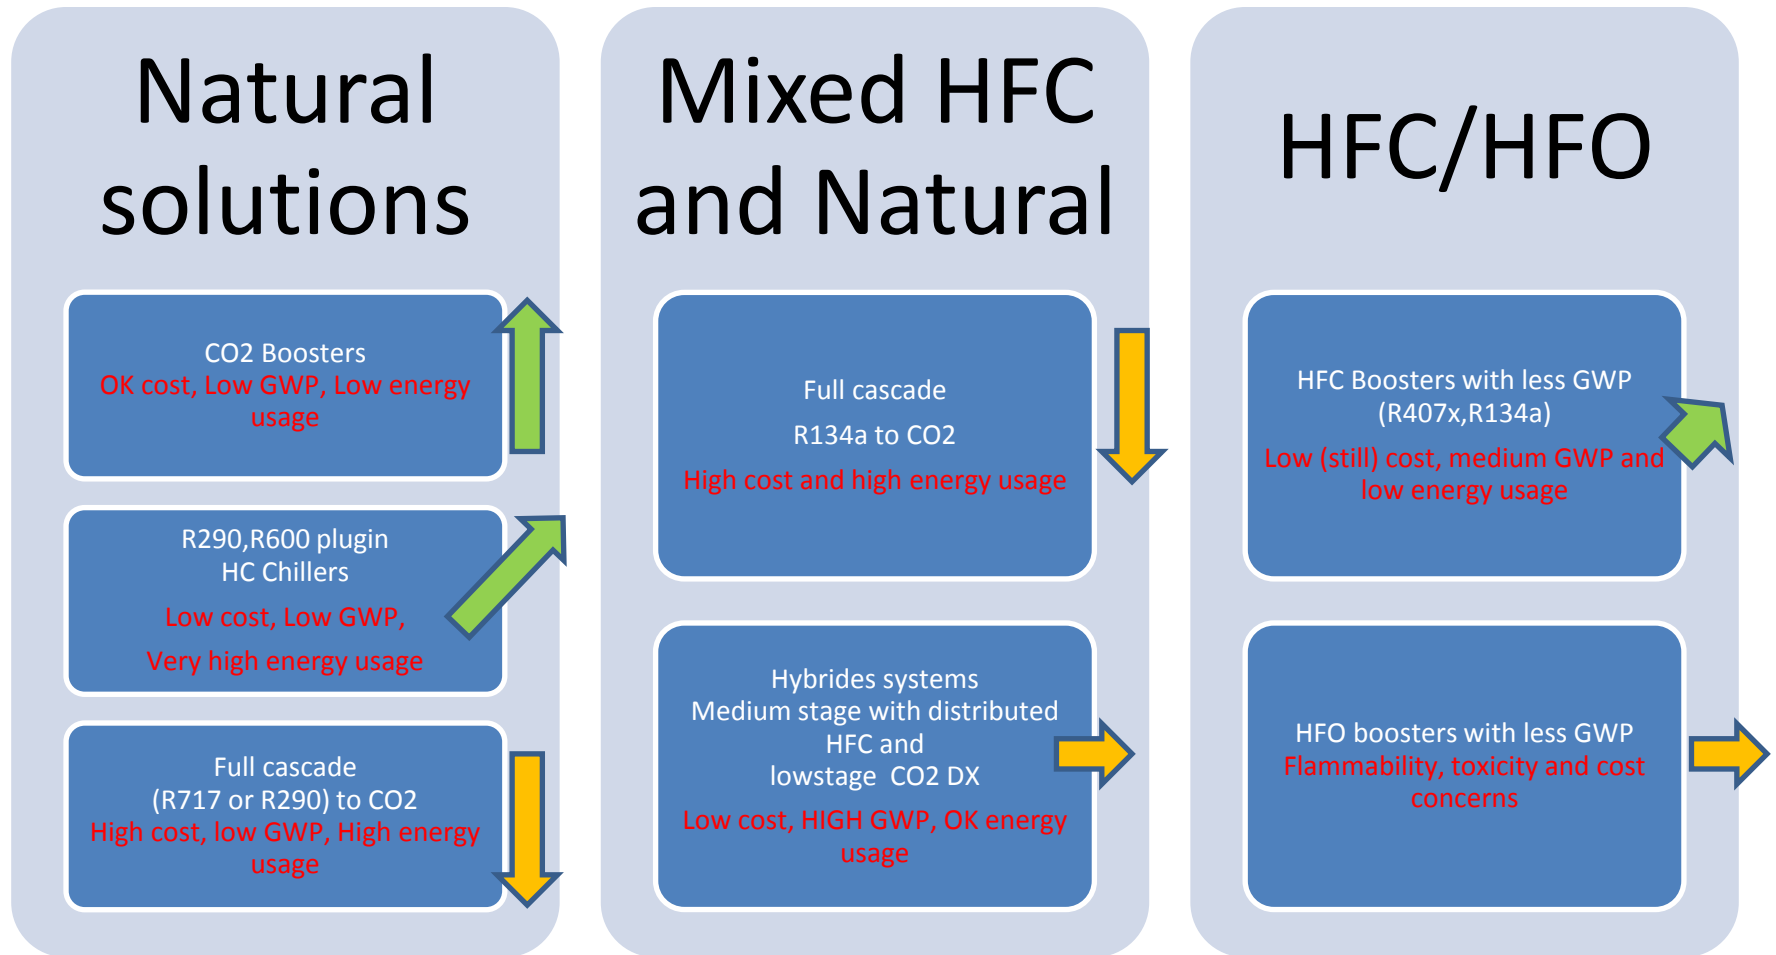 Natural
solutions
CO2 Boosters
OK cost, Low GWP, Low energy
usage
R290,R600 plugin
HC Chillers
Low cost, Low GWP,
Very high energy usage
Full cascade
(R717 or R290) to CO2
High cost, low GWP, High energy
usage
Mixed HFC
and Natural
Full cascade
R134a to CO2
High cost and high energy usage
Hybrides systems
Medium stage with distributed
HFC and
lowstage  CO2 DX
Low cost, HIGH GWP, OK energy
usage
HFC/HFO
HFC Boosters with less GWP
(R407x,R134a)
Low (still) cost, medium GWP and
low energy usage
HFO boosters with less GWP
Flammability, toxicity and cost
concerns